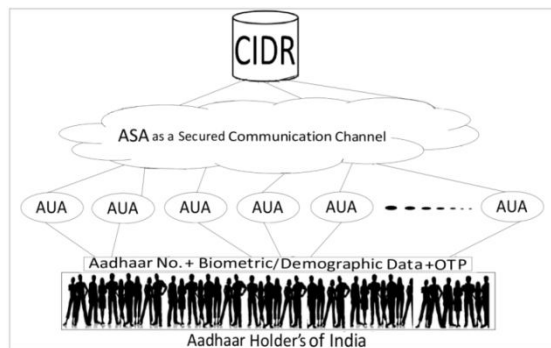 CIDR
ASA as a Secured Communication Channel
AUA AUA AUA AUA AUA AUA
Aadhaar No.+ Biometric/Demographic Data+OTP
Aadhaar Holder's of India